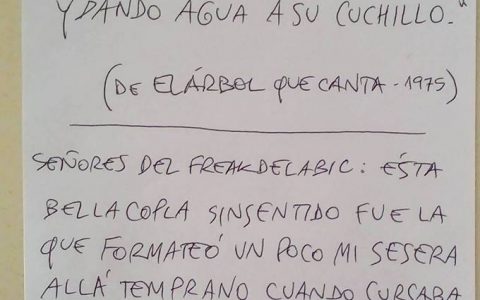 Y DANDO AGUA A SU CUCHILLO."
(DE EL ÁRBOL QUE CANTA - 1975)
SEÑORES DEL FREAKDELABIC: ÉSTA
BELLA COPLA SINSENTIDO FUE LA
QUE FORMATEÓ UN POCO MI SESERA
ALLÁ TEMPRANO CUANDO CURSABA